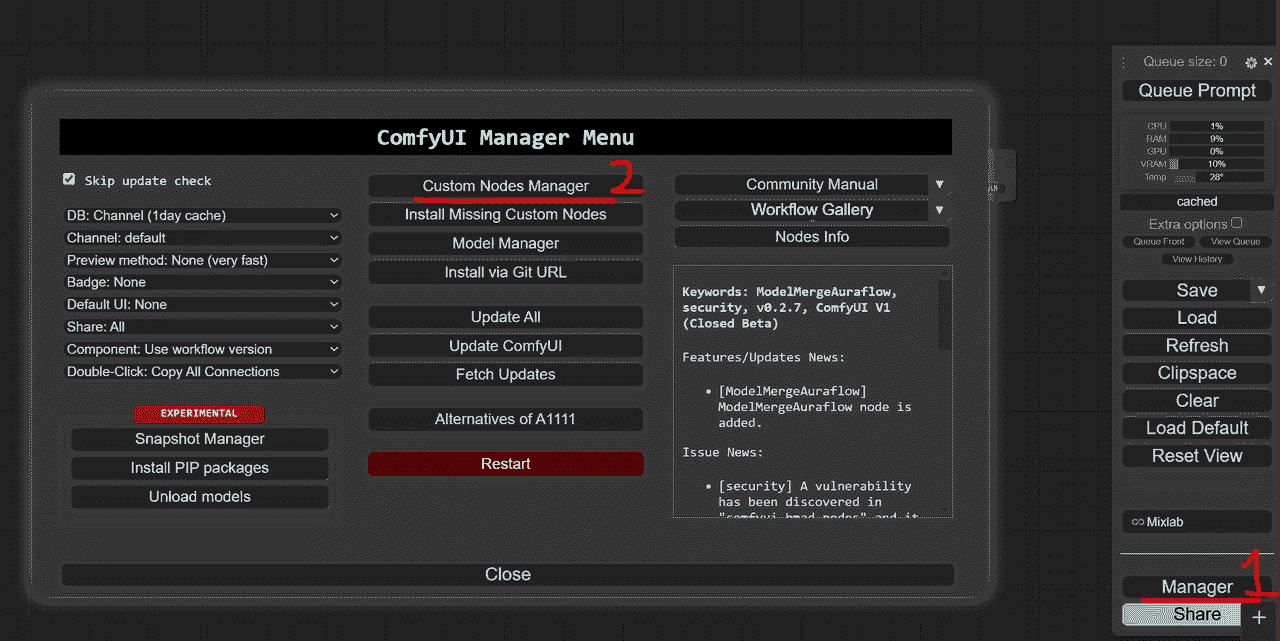 ComfyUI Manager Menu
Skip update check
DB: Channel (1day cache)
Channel: default
Preview method: None (very fast)
Badge: None
Default UI: None
Share: All
Component: Use workflow version
Double-Click: Copy All Connections
EXPERIMENTAL
Snapshot Manager
Install PIP packages
Unload models
Custom Nodes Manager
2
Install Missing Custom Nodes
Model Manager
Install via Git URL
Update All
Update ComfyUI
Fetch Updates
Alternatives of A1111
Restart
Community Manual
Workflow Gallery
Nodes Info
Keywords: ModelMergeAuraflow,
security, v0.2.7, ComfyUI V1
(Closed Beta)
Features/Updates News:
• [ModelMergeAuraflow]
ModelMergeAuraflow node is
added.
Issue News:
• [security] A vulnerability
has been discovered in
"comfyui_bmad_nodes" and it
Close
Queue size: 0
Queue Prompt
CPU 1%
RAM 9%
GPU 0%
VRAM 10%
Temp 28°
cached
Extra options
Queue Front View Queue
View History
Save
Load
Refresh
Clipspace
Clear
Load Default
Reset View
Mixlab
Manager
1
Share